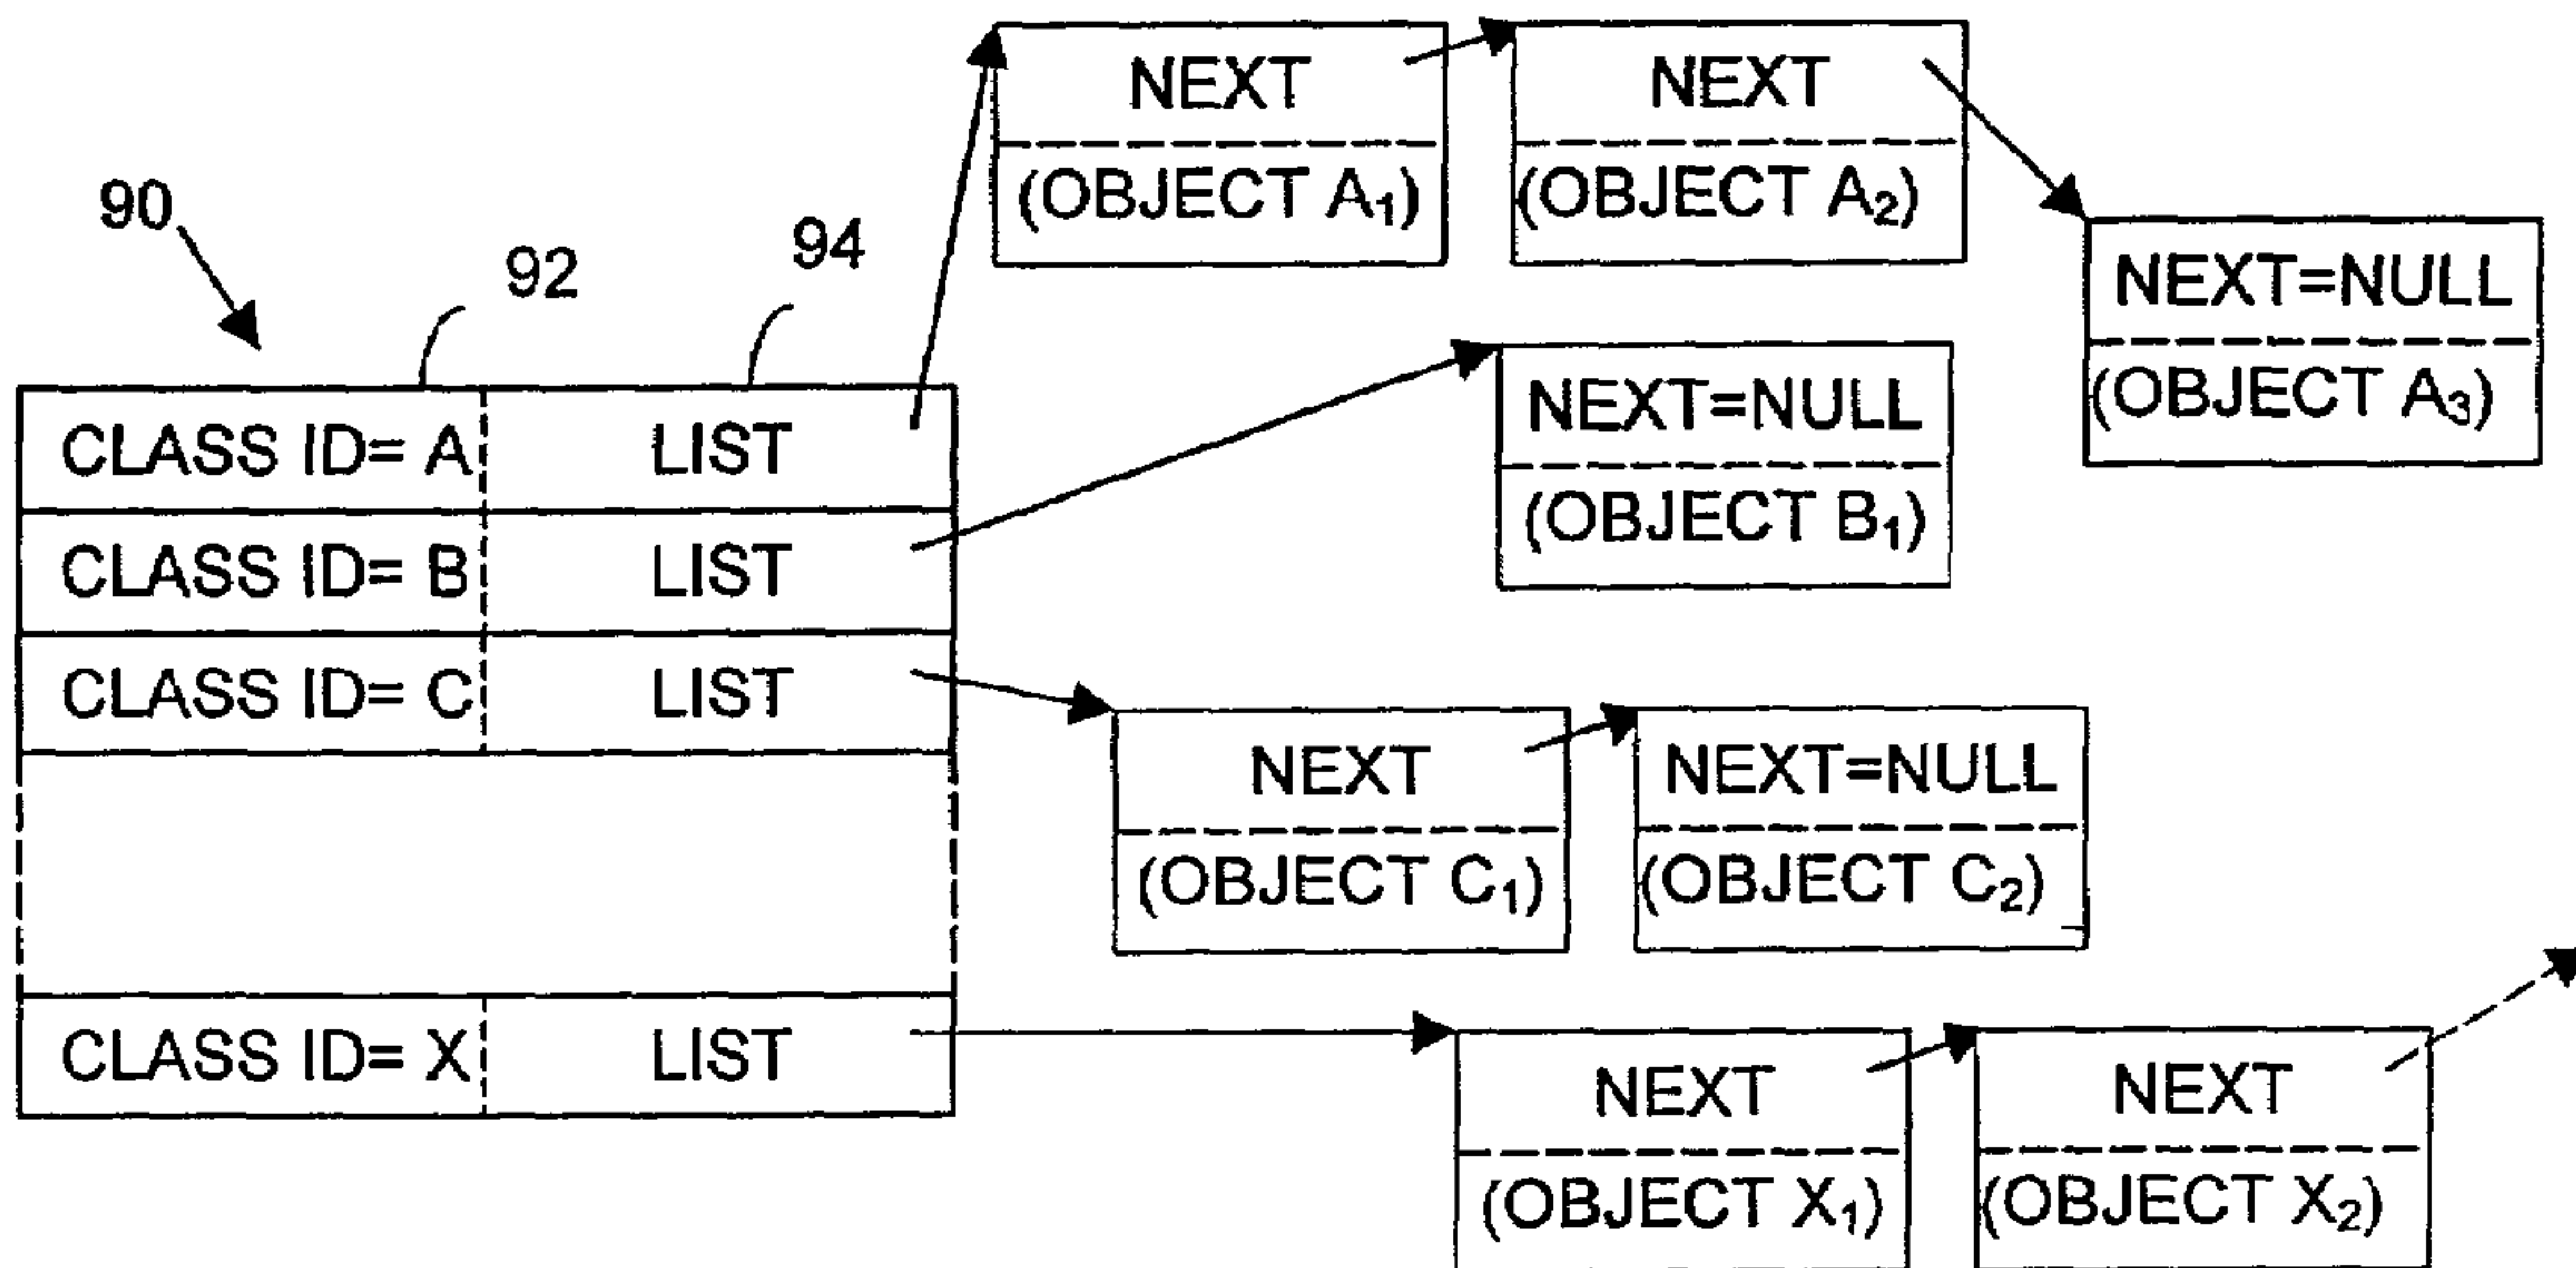 90
92
94
CLASS ID= A LIST
CLASS ID= B LIST
CLASS ID= C LIST
CLASS ID= X LIST
NEXT
(OBJECT A₁)
NEXT
(OBJECT A₂)
NEXT=NULL
(OBJECT A₃)
NEXT=NULL
(OBJECT B₁)
NEXT
(OBJECT C₁)
NEXT=NULL
(OBJECT C₂)
NEXT
(OBJECT X₁)
NEXT
(OBJECT X₂)